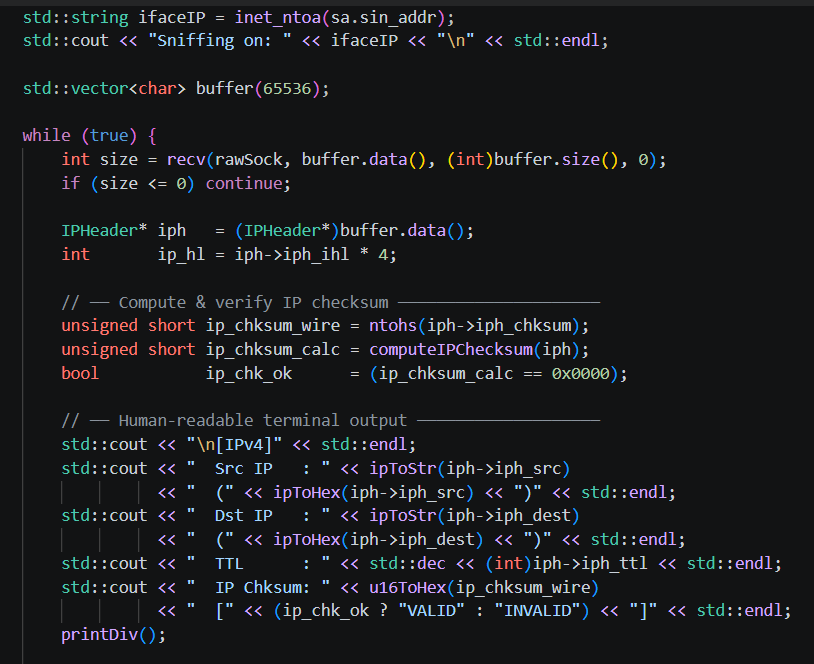 std::string ifaceIP = inet_ntoa(sa.sin_addr);
std::cout << "Sniffing on: " << ifaceIP << "\n" << std::endl;

std::vector<char> buffer(65536);

while (true) {
    int size = recv(rawSock, buffer.data(), (int)buffer.size(), 0);
    if (size <= 0) continue;

    IPHeader* iph   = (IPHeader*)buffer.data();
    int       ip_hl = iph->iph_ihl * 4;

    // ── Compute & verify IP checksum ─────────────────────
    unsigned short ip_chksum_wire = ntohs(iph->iph_chksum);
    unsigned short ip_chksum_calc = computeIPChecksum(iph);
    bool           ip_chk_ok      = (ip_chksum_calc == 0x0000);

    // ── Human-readable terminal output ───────────────────
    std::cout << "\n[IPv4]" << std::endl;
    std::cout << "  Src IP   : " << ipToStr(iph->iph_src)
              << "  (" << ipToHex(iph->iph_src) << ")" << std::endl;
    std::cout << "  Dst IP   : " << ipToStr(iph->iph_dest)
              << "  (" << ipToHex(iph->iph_dest) << ")" << std::endl;
    std::cout << "  TTL      : " << std::dec << (int)iph->iph_ttl << std::endl;
    std::cout << "  IP Chksum: " << u16ToHex(ip_chksum_wire)
              << "  [" << (ip_chk_ok ? "VALID" : "INVALID") << "]" << std::endl;
    printDiv();